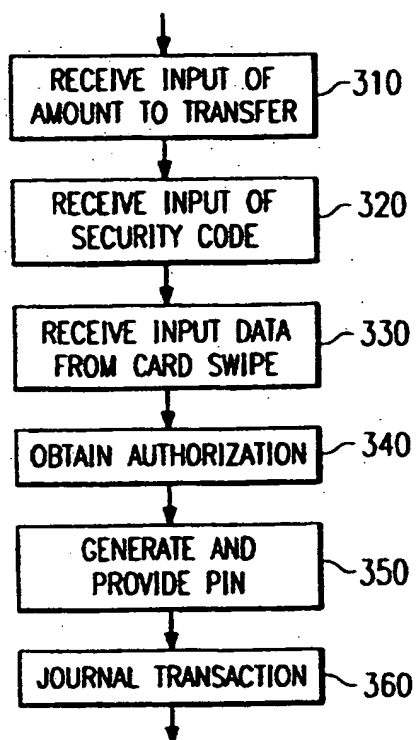 RECEIVE INPUT OF
AMOUNT TO TRANSFER
310
RECEIVE INPUT OF
SECURITY CODE
320
RECEIVE INPUT DATA
FROM CARD SWIPE
330
OBTAIN AUTHORIZATION
340
GENERATE AND
PROVIDE PIN
350
JOURNAL TRANSACTION
360